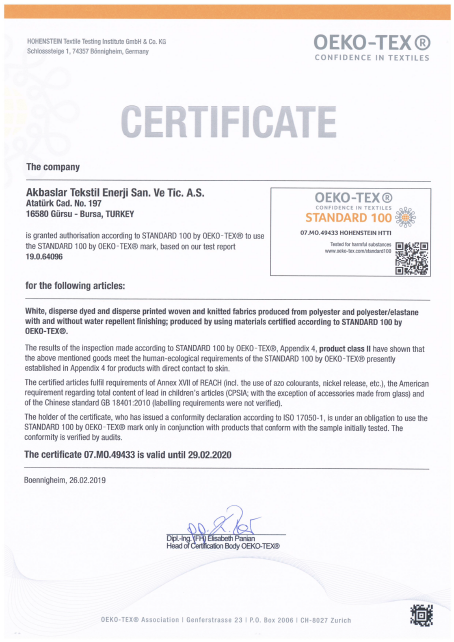 HOHENSTEIN Textile Testing Institute GmbH & Co. KG
Schlosssteige 1, 74357 Bönnigheim, Germany
OEKO-TEX®
CONFIDENCE IN TEXTILES
CERTIFICATE
The company
Akbaslar Tekstil Enerji San. Ve Tic. A.S.
Atatürk Cad. No. 197
16580 Gürsu - Bursa, TURKEY
is granted authorisation according to STANDARD 100 by OEKO-TEX® to use
the STANDARD 100 by OEKO-TEX® mark, based on our test report
19.0.64096
OEKO-TEX®
CONFIDENCE IN TEXTILES
STANDARD 100
07.MO.49433 HOHENSTEIN HTTI
Tested for harmful substances
www.oeko-tex.com/standard100
for the following articles:
White, disperse dyed and disperse printed woven and knitted fabrics produced from polyester and polyester/elastane
with and without water repellent finishing; produced by using materials certified according to STANDARD 100 by
OEKO-TEX®.
The results of the inspection made according to STANDARD 100 by OEKO-TEX®, Appendix 4, product class II have shown that
the above mentioned goods meet the human-ecological requirements of the STANDARD 100 by OEKO-TEX® presently
established in Appendix 4 for products with direct contact to skin.
The certified articles fulfil requirements of Annex XVII of REACH (incl. the use of azo colourants, nickel release, etc.), the American
requirement regarding total content of lead in children's articles (CPSIA; with the exception of accessories made from glass) and
of the Chinese standard GB 18401:2010 (labelling requirements were not verified).
The holder of the certificate, who has issued a conformity declaration according to ISO 17050-1, is under an obligation to use the
STANDARD 100 by OEKO-TEX® mark only in conjunction with products that conform with the sample initially tested. The
conformity is verified by audits.
The certificate 07.MO.49433 is valid until 29.02.2020
Boennigheim, 26.02.2019
Dipl.-Ing. (FH) Elisabeth Panian
Head of Certification Body OEKO-TEX®
OEKO-TEX® Association | Genferstrasse 23 | P.O. Box 2006 | CH-8027 Zurich